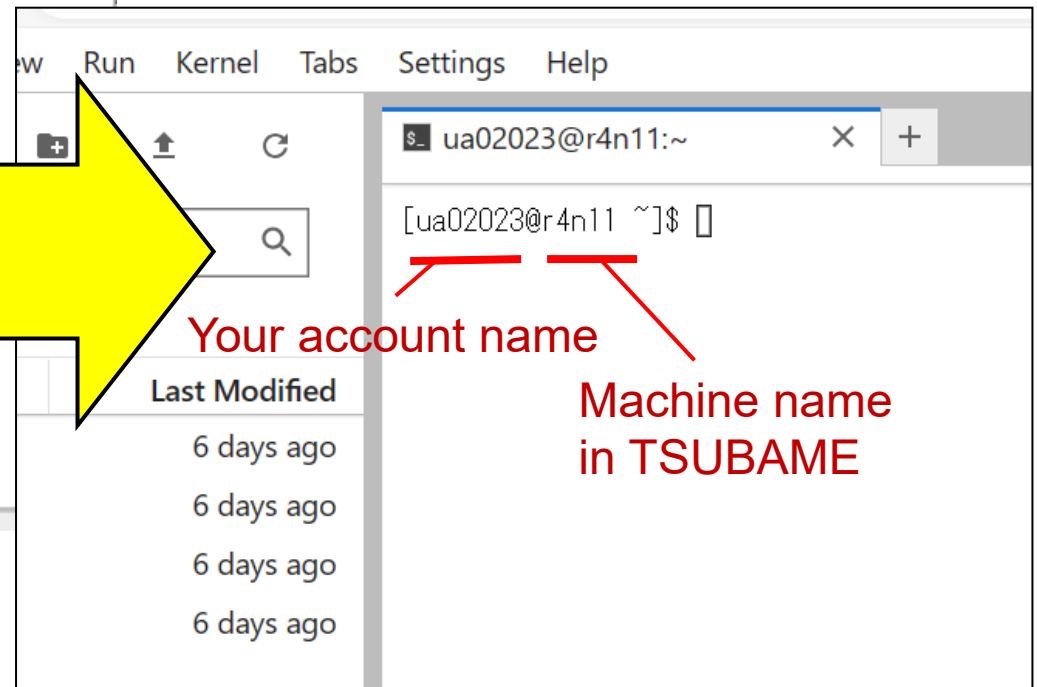 ew Run Kernel Tabs Settings Help
ua02023@r4n11:~
[ua02023@r4n11 ~]$
Your account name
Machine name
in TSUBAME
Last Modified
6 days ago
6 days ago
6 days ago
6 days ago